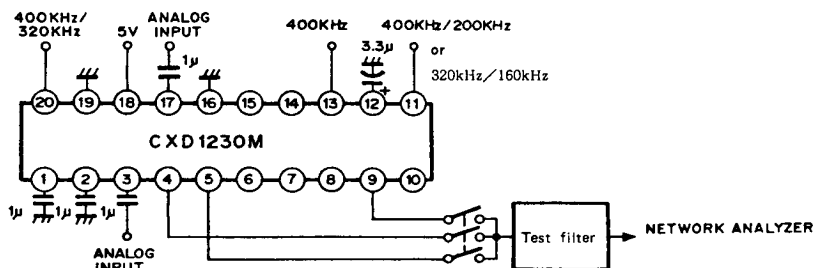 400KHz/
320KHz
5V
ANALOG
INPUT
1μ
400KHz
3.3μ
+
400KHz/200KHz
or
320kHz/160kHz
20 19 18 17 16 15 14 13 12 11
CXD1230M
1 2 3 4 5 6 7 8 9 10
1μ 1μ 1μ
ANALOG
INPUT
Test filter
NETWORK ANALYZER